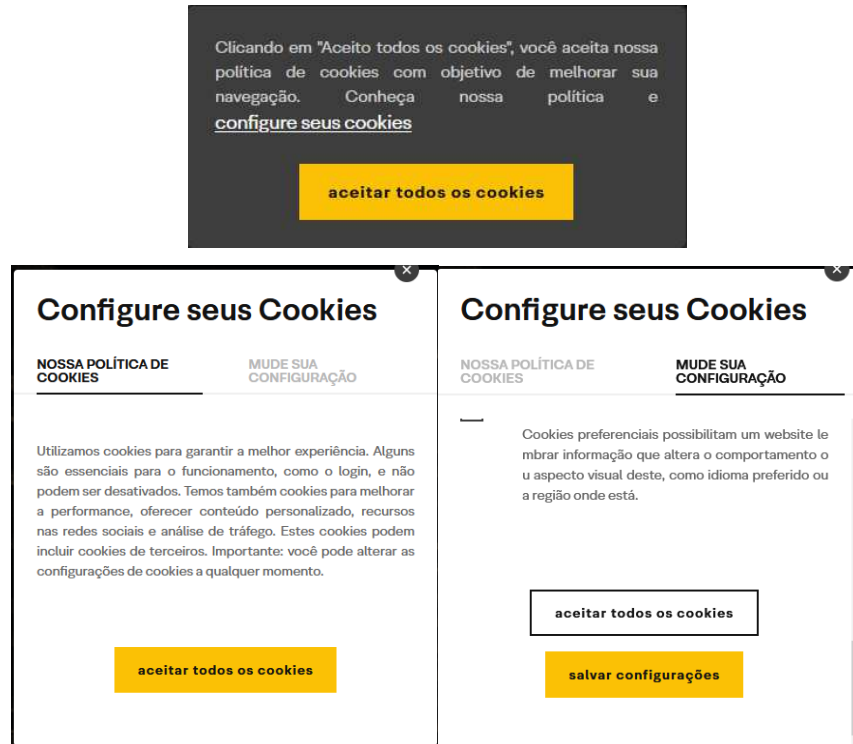 Clicando em "Aceito todos os cookies", você aceita nossa
política de cookies com objetivo de melhorar sua
navegação. Conheça nossa política e
configure seus cookies
aceitar todos os cookies
Configure seus Cookies
NOSSA POLÍTICA DE
COOKIES
MUDE SUA
CONFIGURAÇÃO
Utilizamos cookies para garantir a melhor experiência. Alguns
são essenciais para o funcionamento, como o login, e não
podem ser desativados. Temos também cookies para melhorar
a performance, oferecer conteúdo personalizado, recursos
nas redes sociais e análise de tráfego. Estes cookies podem
incluir cookies de terceiros. Importante: você pode alterar as
configurações de cookies a qualquer momento.
aceitar todos os cookies
Configure seus Cookies
NOSSA POLÍTICA DE
COOKIES
MUDE SUA
CONFIGURAÇÃO
Cookies preferenciais possibilitam um website le
mbrar informação que altera o comportamento o
u aspecto visual deste, como idioma preferido ou
a região onde está.
aceitar todos os cookies
salvar configurações